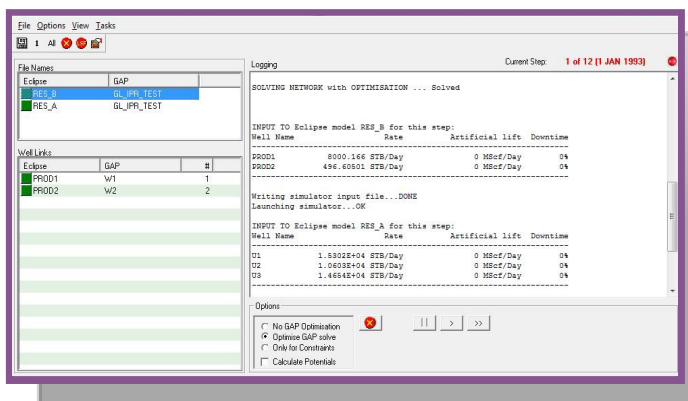 File Options View Tasks
1 All
File Names
Eclipse GAP
RES_B GL_IPR_TEST
RES_A GL_IPR_TEST
Well Links
Eclipse GAP #
PROD1 W1 1
PROD2 W2 2
Logging Current Step: 1 of 12 (1 JAN 1993)
SOLVING NETWORK with OPTIMISATION ... Solved
INPUT TO Eclipse model RES_B for this step:
Well Name Rate Artificial lift Downtime
PROD1 8000.166 STB/Day 0 MScf/Day 0%
PROD2 496.60501 STB/Day 0 MScf/Day 0%
Writing simulator input file...DONE
Launching simulator...OK
INPUT TO Eclipse model RES_A for this step:
Well Name Rate Artificial lift Downtime
U1 1.5302E+04 STB/Day 0 MScf/Day 0%
U2 1.0603E+04 STB/Day 0 MScf/Day 0%
U3 1.4654E+04 STB/Day 0 MScf/Day 0%
Options
No GAP Optimisation
Optimise GAP solve
Only for Constraints
Calculate Potentials